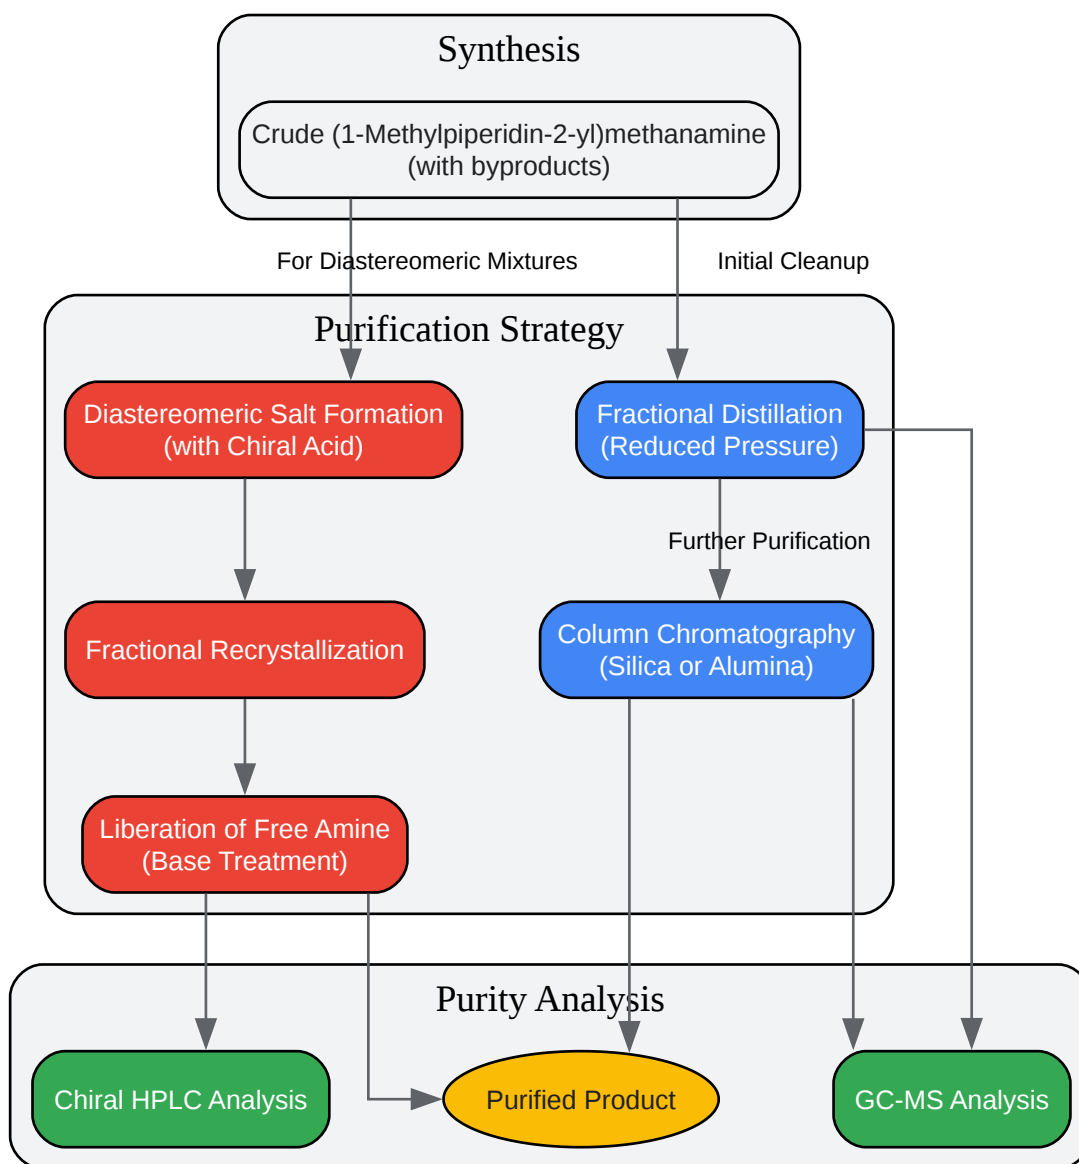 Synthesis
Crude (1-Methylpiperidin-2-yl)methanamine
(with byproducts)
For Diastereomeric Mixtures
Initial Cleanup
Purification Strategy
Diastereomeric Salt Formation
(with Chiral Acid)
Fractional Distillation
(Reduced Pressure)
Further Purification
Fractional Recrystallization
Column Chromatography
(Silica or Alumina)
Liberation of Free Amine
(Base Treatment)
Purity Analysis
Chiral HPLC Analysis
Purified Product
GC-MS Analysis